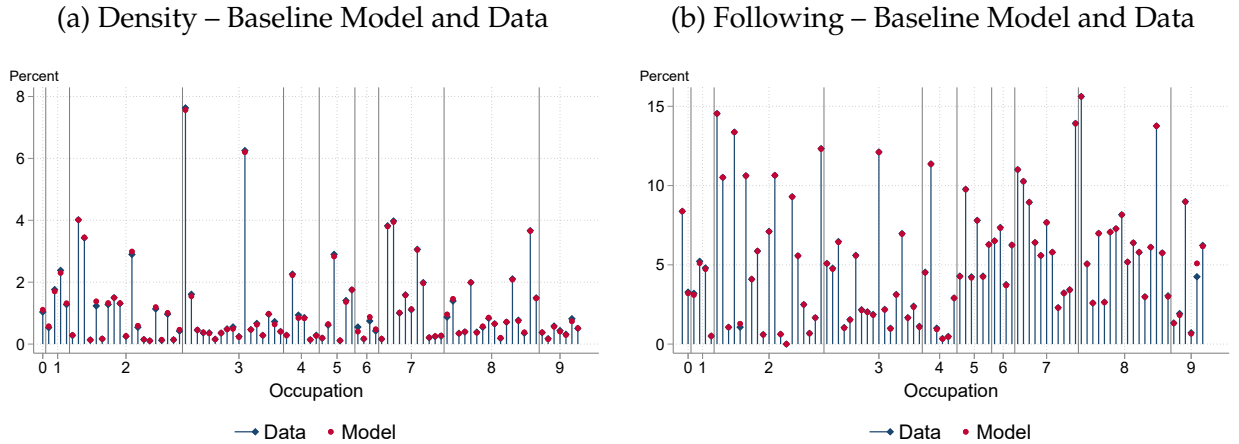 (a) Density – Baseline Model and Data
Percent
8
6
4
2
0
0 1 2 3 4 5 6 7 8 9
Occupation
Data Model
(b) Following – Baseline Model and Data
Percent
15
10
5
0
0 1 2 3 4 5 6 7 8 9
Occupation
Data Model